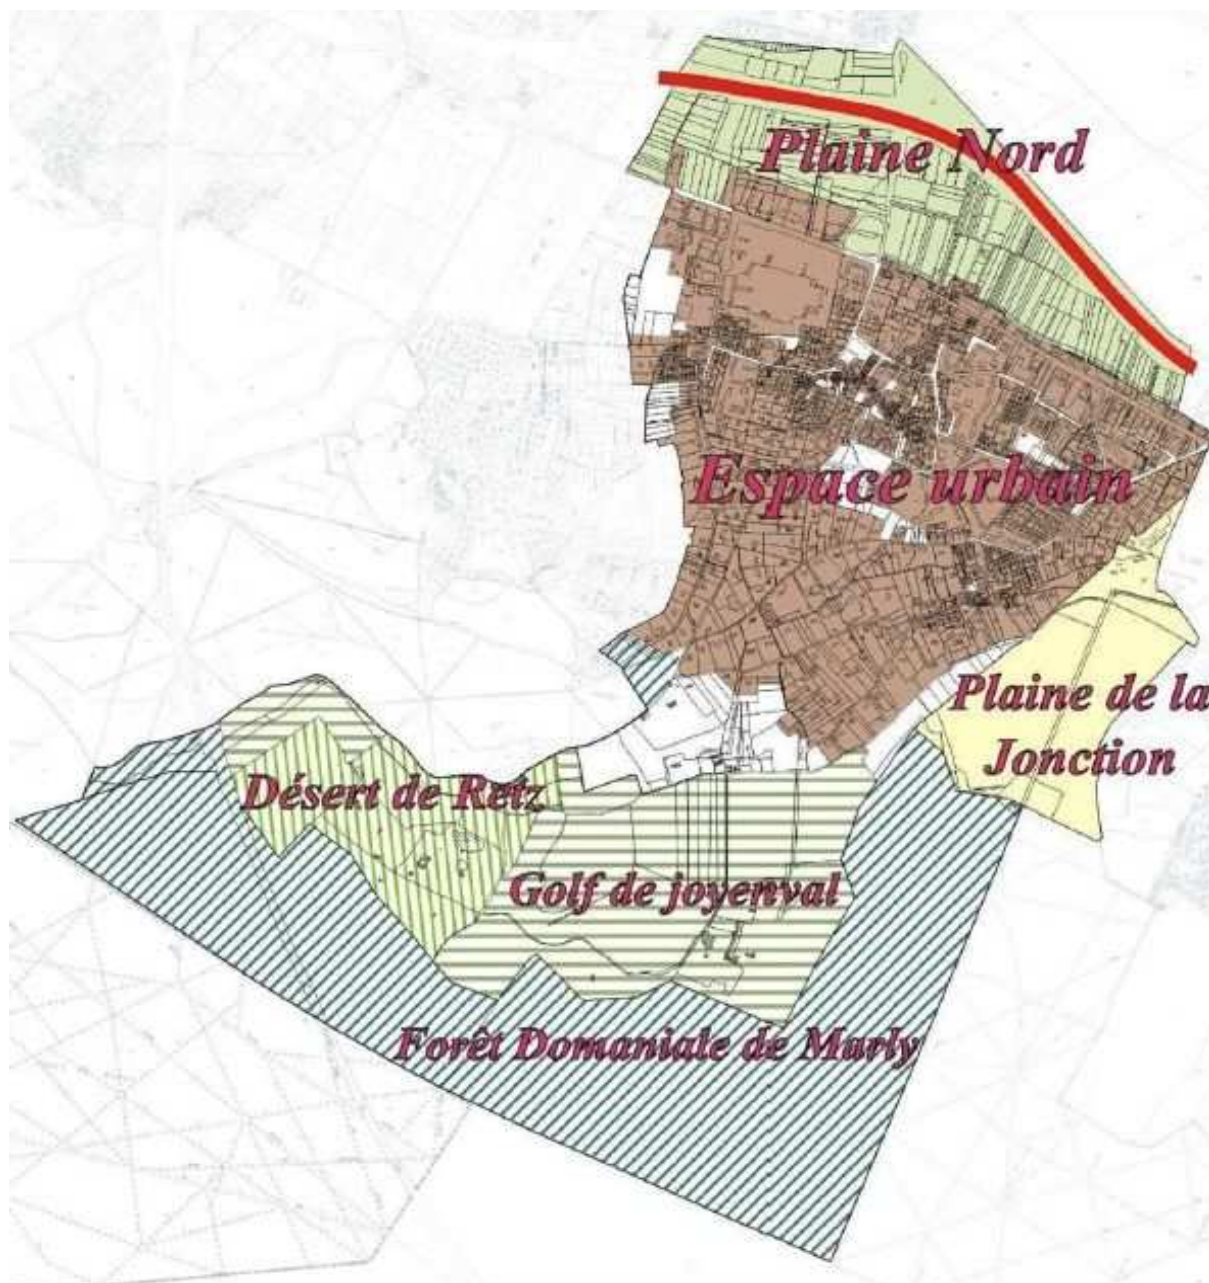 Plaine Nord
Espace urbain
Plaine de la
Jonction
Désert de Retz
Golf de joyenval
Forêt Domaniale de Marly